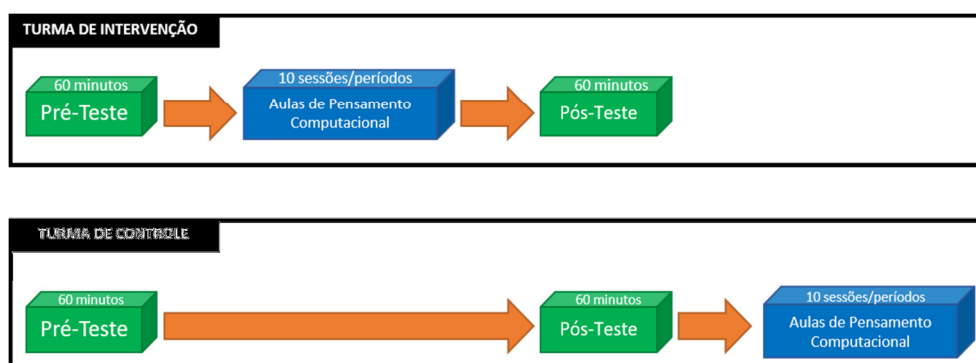 TURMA DE INTERVENÇÃO
60 minutos
Pré-Teste
10 sessões/períodos
Aulas de Pensamento
Computacional
60 minutos
Pós-Teste
TURMA DE CONTROLE
60 minutos
Pré-Teste
60 minutos
Pós-Teste
10 sessões/períodos
Aulas de Pensamento
Computacional